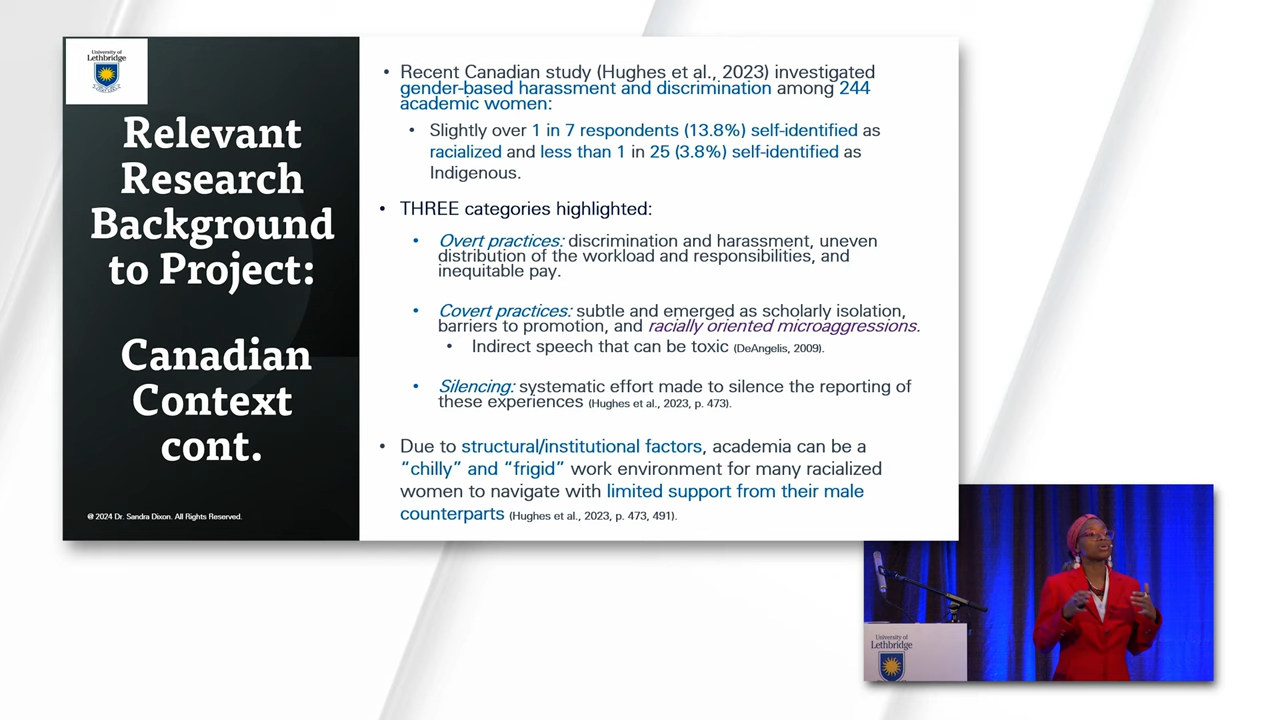 University of
Lethbridge
Relevant
Research
Background
to Project:
Canadian
Context
cont.
@ 2024 Dr. Sandra Dixon. All Rights Reserved.
• Recent Canadian study (Hughes et al., 2023) investigated
gender-based harassment and discrimination among 244
academic women:
• Slightly over 1 in 7 respondents (13.8%) self-identified as
racialized and less than 1 in 25 (3.8%) self-identified as
Indigenous.
• THREE categories highlighted:
• Overt practices: discrimination and harassment, uneven
distribution of the workload and responsibilities, and
inequitable pay.
• Covert practices: subtle and emerged as scholarly isolation,
barriers to promotion, and racially oriented microaggressions.
• Indirect speech that can be toxic (DeAngelis, 2009).
• Silencing: systematic effort made to silence the reporting of
these experiences (Hughes et al., 2023, p. 473).
• Due to structural/institutional factors, academia can be a
“chilly” and “frigid” work environment for many racialized
women to navigate with limited support from their male
counterparts (Hughes et al., 2023, p. 473, 491).
University of
Lethbridge